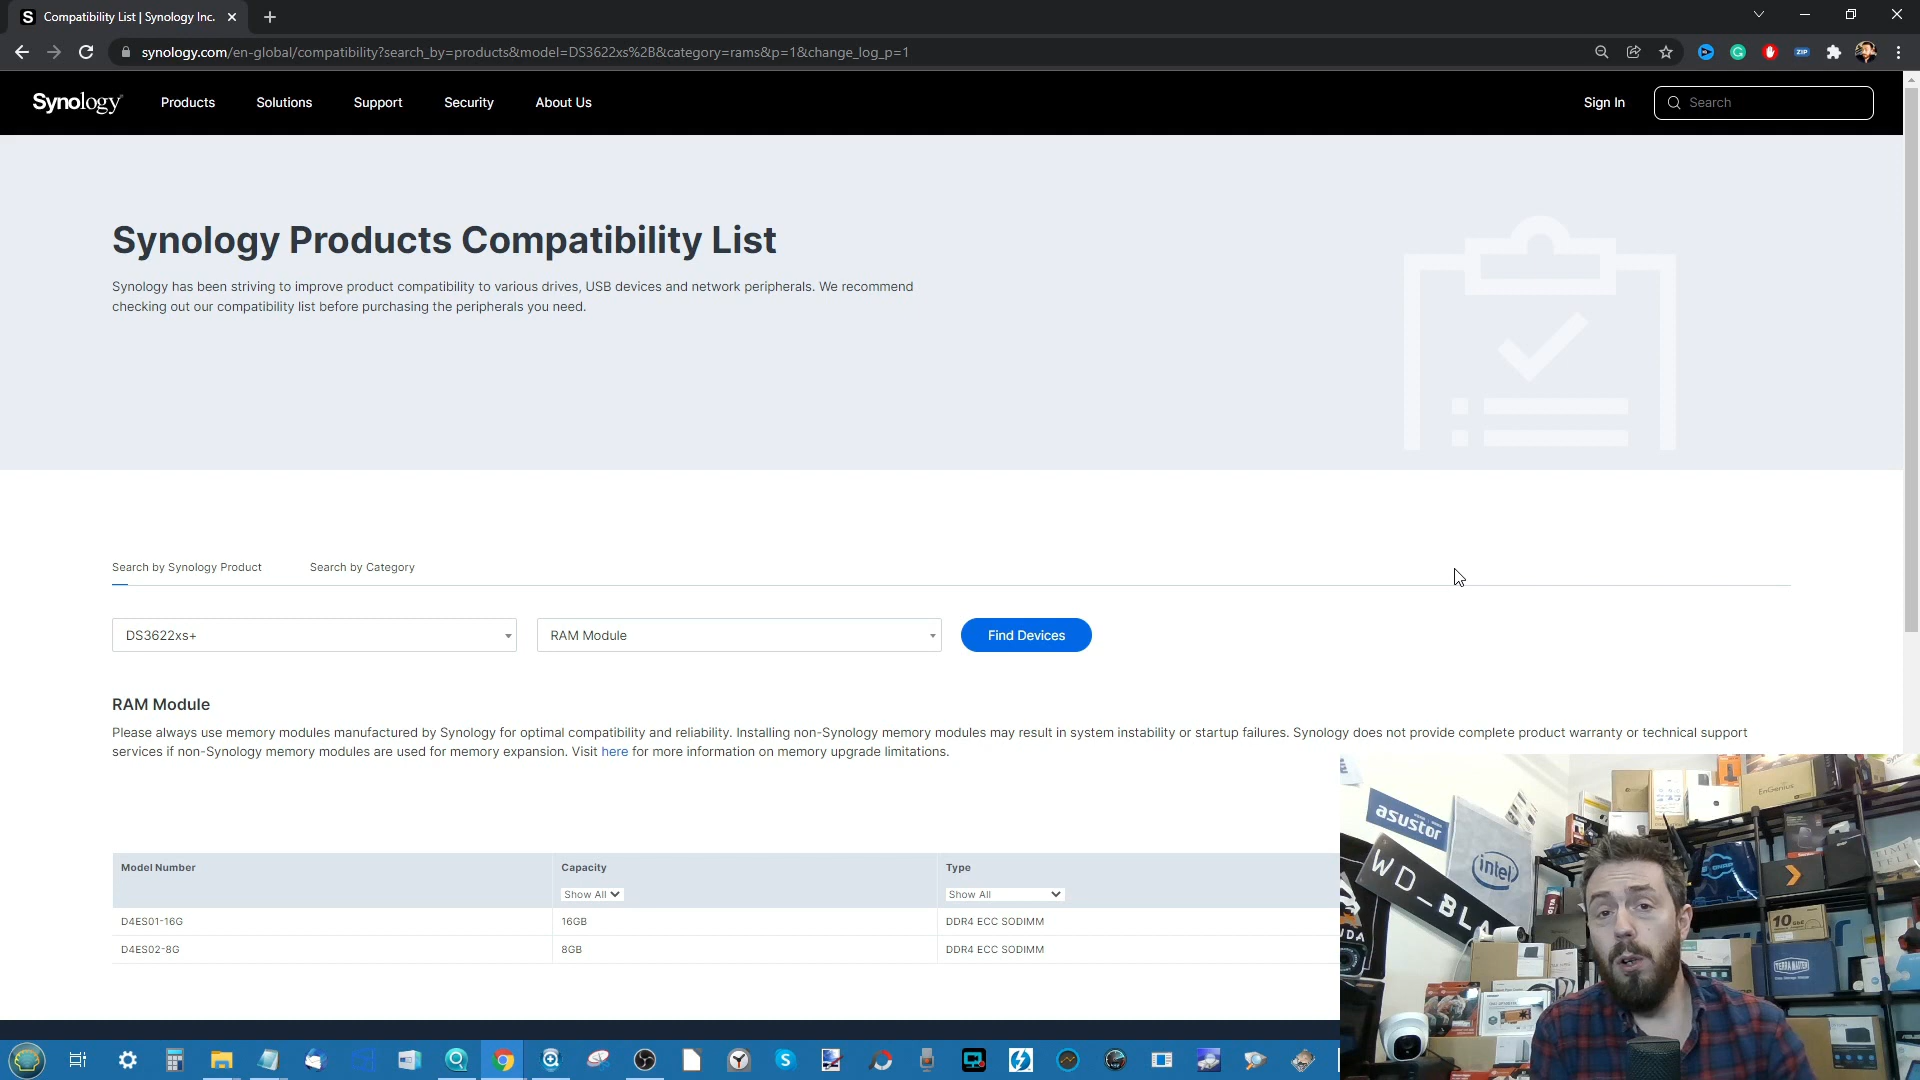 Compatibility List | Synology Inc.
synology.com/en-global/compatibility?search_by=products&model=DS3622xs%2B&category=rams&p=1&change_log_p=1
ZIP
Synology
Products
Solutions
Support
Security
About Us
Sign In
Search
Synology Products Compatibility List
Synology has been striving to improve product compatibility to various drives, USB devices and network peripherals. We recommend
checking out our compatibility list before purchasing the peripherals you need.
Search by Synology Product
Search by Category
DS3622xs+
RAM Module
Find Devices
RAM Module
Please always use memory modules manufactured by Synology for optimal compatibility and reliability. Installing non-Synology memory modules may result in system instability or startup failures. Synology does not provide complete product warranty or technical support
services if non-Synology memory modules are used for memory expansion. Visit here for more information on memory upgrade limitations.
Model Number
Capacity
Type
Show All
Show All
D4ES01-16G
16GB
DDR4 ECC SODIMM
D4ES02-8G
8GB
DDR4 ECC SODIMM
asustor
intel
WD_BLA
EnGenius
10 GbE
TERRAMASTER